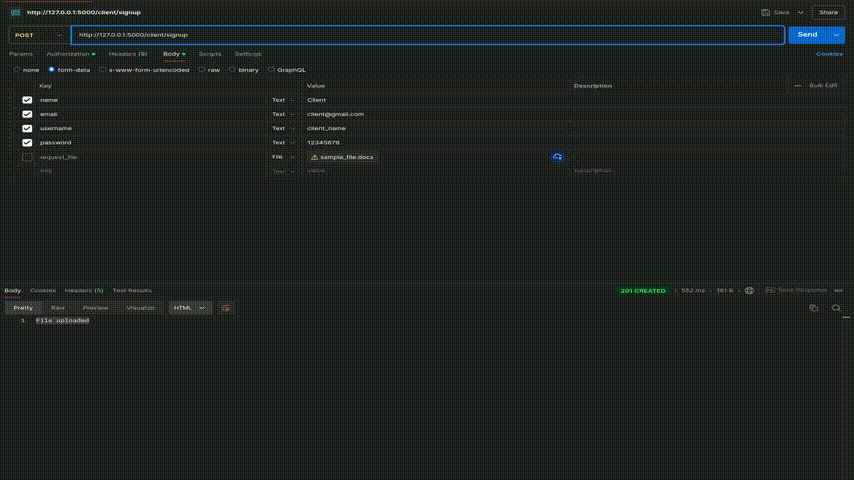 http://127.0.0.1:5000/client/signup Save Share
POST http://127.0.0.1:5000/client/signup Send
Params Authorization Headers (9) Body Scripts Settings Cookies
none form-data x-www-form-urlencoded raw binary GraphQL
Key Value Description Bulk Edit
name Text Client
email Text client@gmail.com
username Text client_name
password Text 12345678
request_file File sample_file.docx
Key Text Value Description
Body Cookies Headers (5) Test Results 201 CREATED 552 ms 181 B Save Response
Pretty Raw Preview Visualize HTML
1 File uploaded